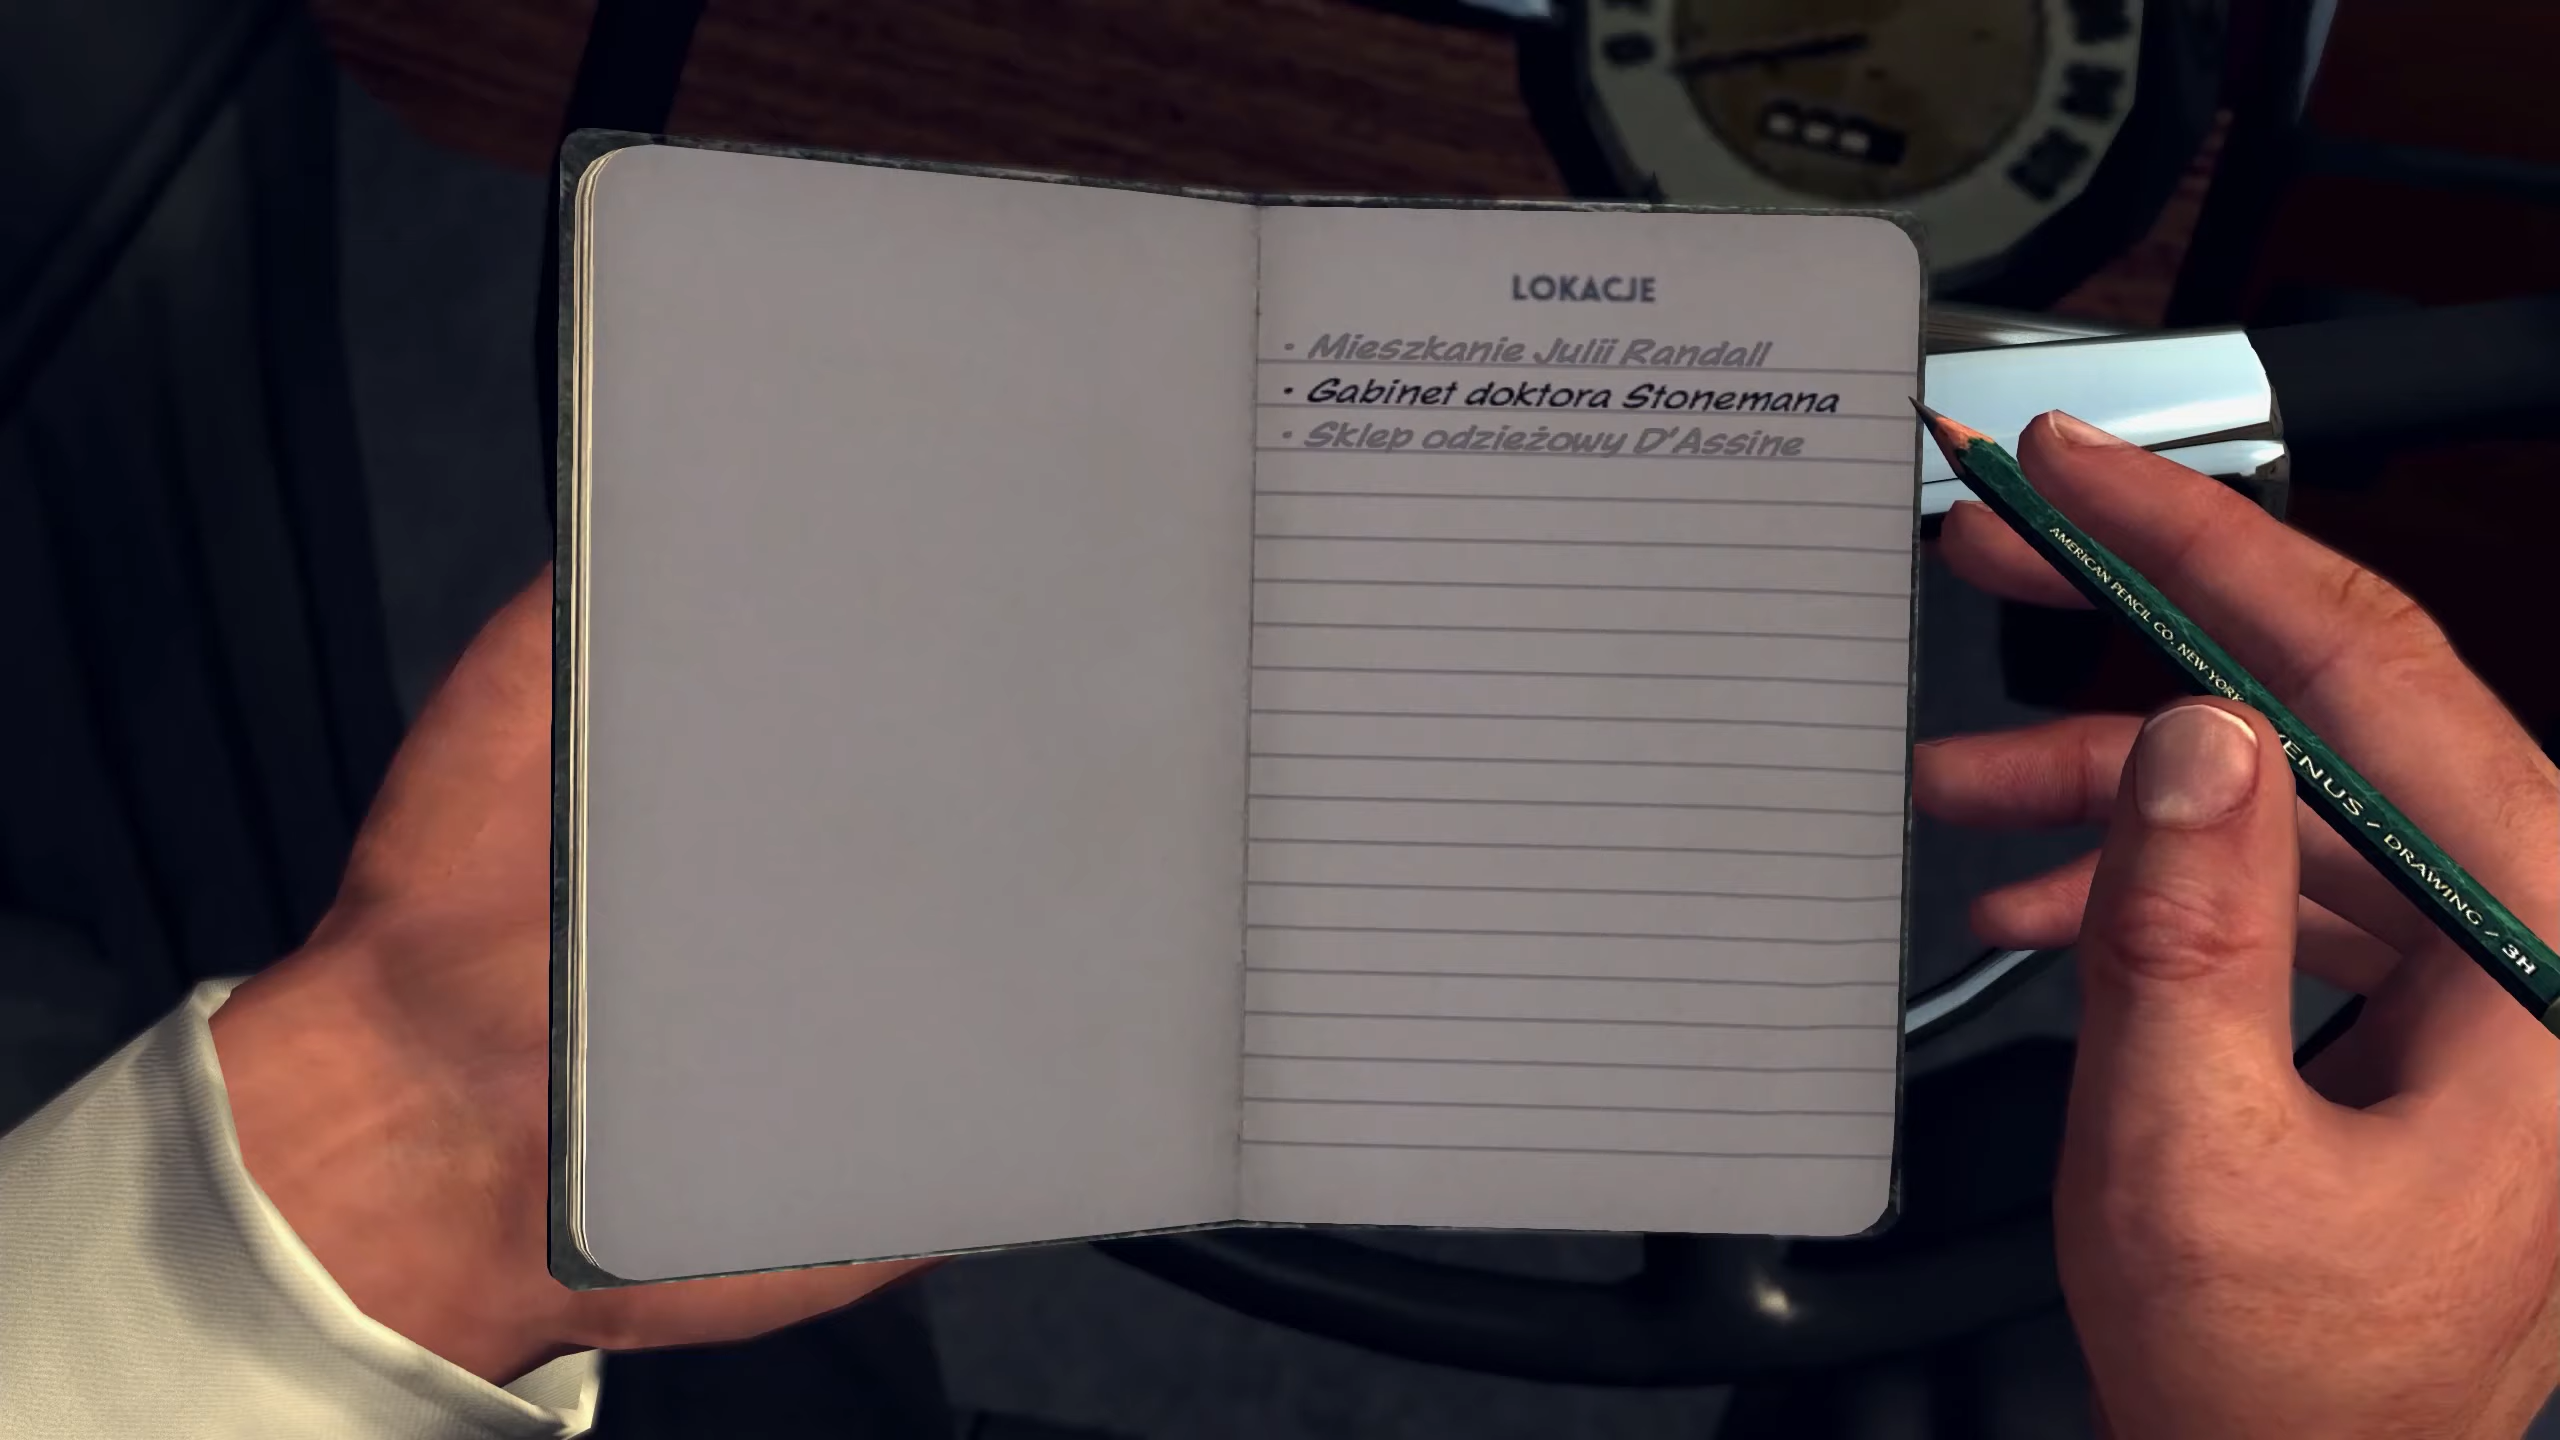 LOKACJE
• Mieszkanie Julii Randall
• Gabinet doktora Stonemana
• Sklep odzieżowy D'Assine
AMERICAN PENCIL CO. NEW YORK
VENUS / DRAWING / 3H